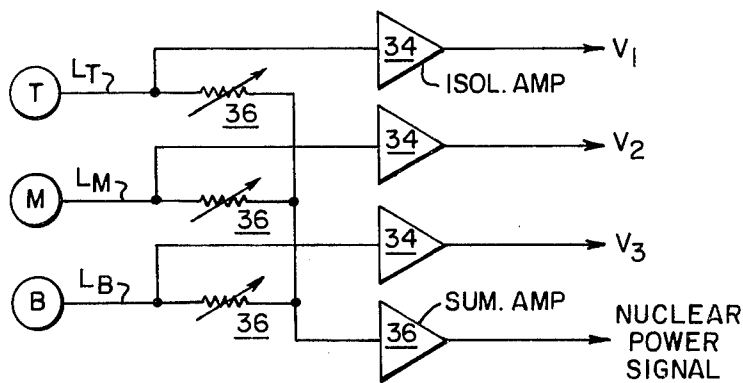 34
V1
LT
T
ISOL. AMP
36
34
V2
LM
M
36
34
V3
LB
B
SUM. AMP
36
36
NUCLEAR
POWER
SIGNAL